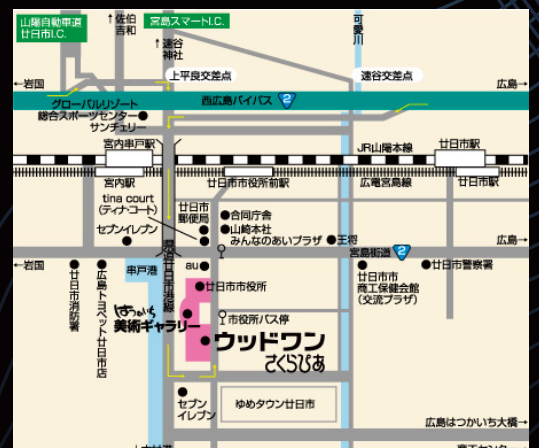 山陽自動車道
廿日市I.C.
↑佐伯
吉和
宮島スマートI.C.
↑速谷
神社
可愛川
上平良交差点
速谷交差点
←岩国
広島→
グローバルリゾート
総合スポーツセンター
サンチェリー
西広島バイパス 2
宮内串戸駅
JR山陽本線
廿日市駅
宮内駅
廿日市市役所前駅
広電宮島線
廿日市駅
tina court
(ティナ・コート)
セブンイレブン
廿日市
郵便局
合同庁舎
山崎本社
みんなのあいプラザ
王将
宮島街道 2
広島→
←岩国
串戸港
au
廿日市市
商工保健会館
(交流プラザ)
廿日市警察署
廿日市消防署
広島トヨペット廿日市店
廿日市港線
廿日市市役所
はつかいち
美術ギャラリー
市役所バス停
ウッドワン
さくらぴあ
セブン
イレブン
ゆめタウン廿日市
広島はつかいち大橋→